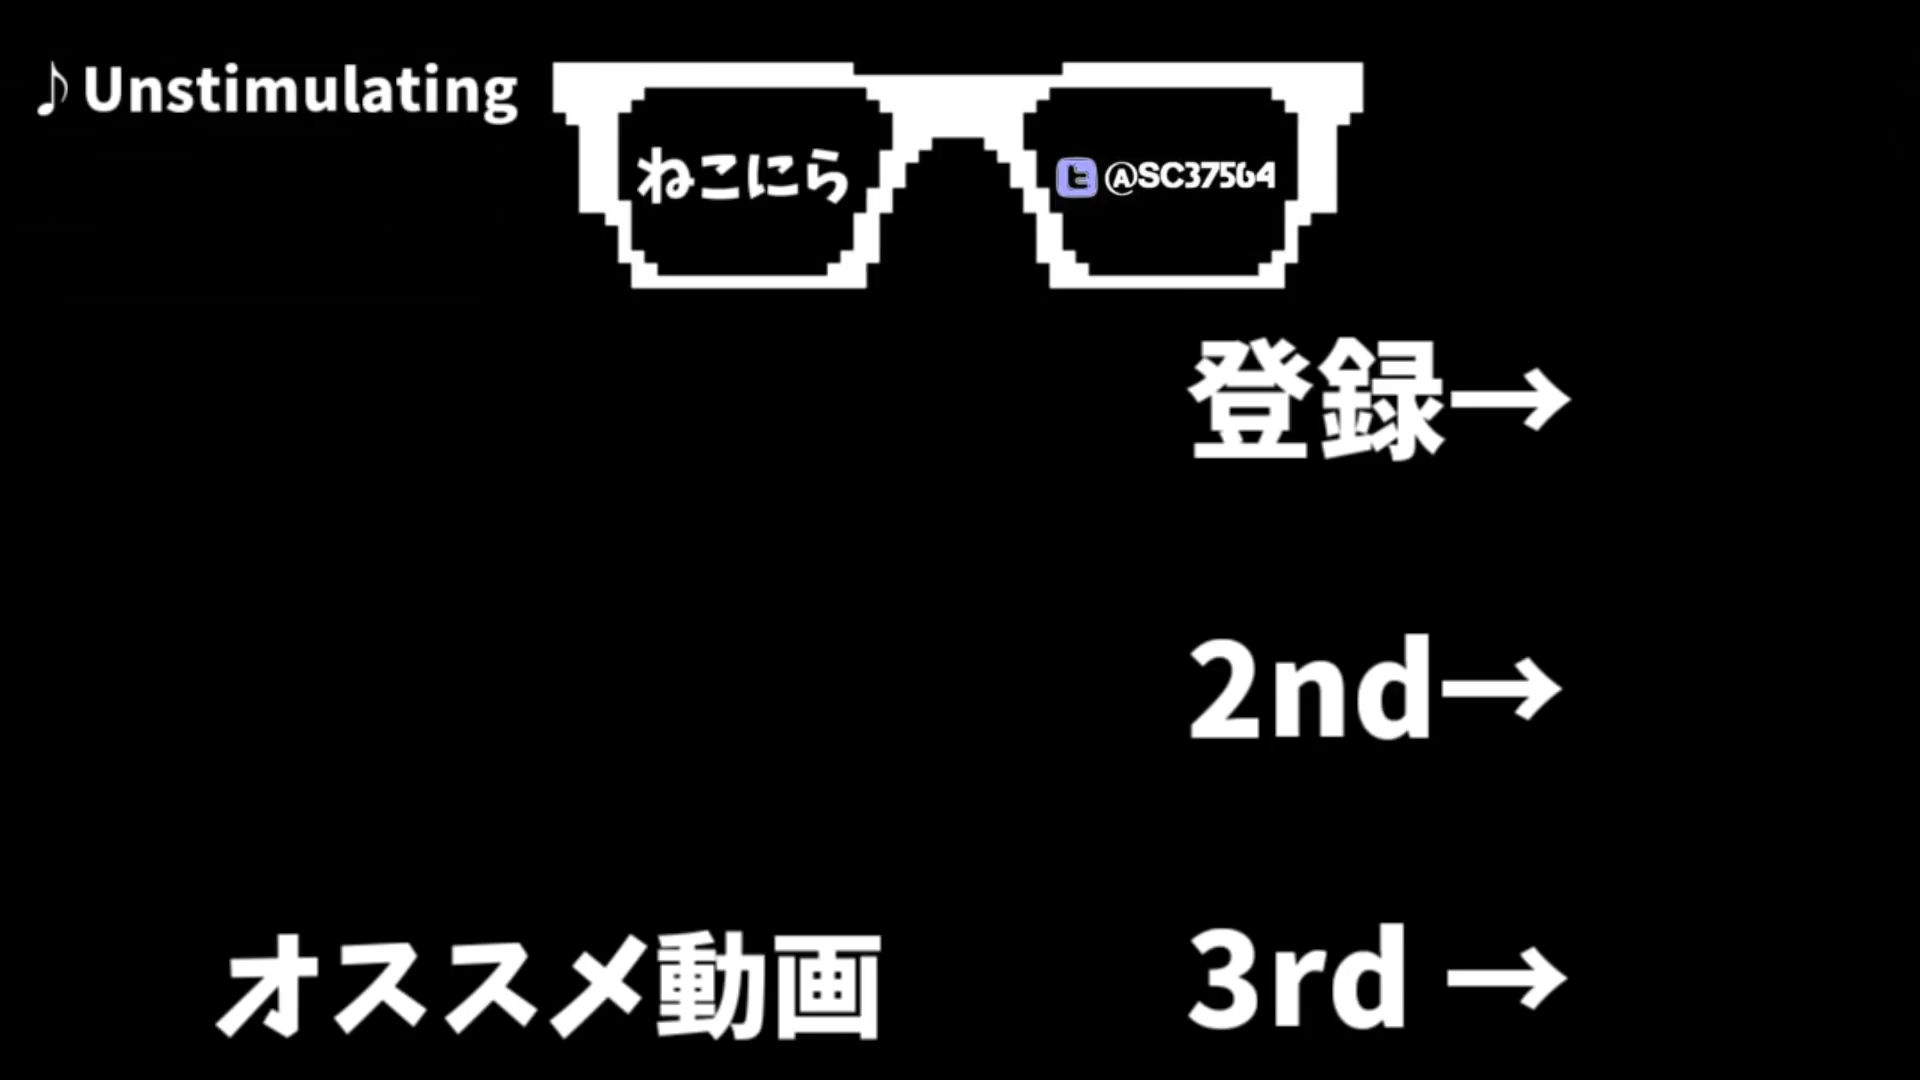 ♪Unstimulating
ねこにら
@SC37564
登録→
2nd→
オススメ動画
3rd→